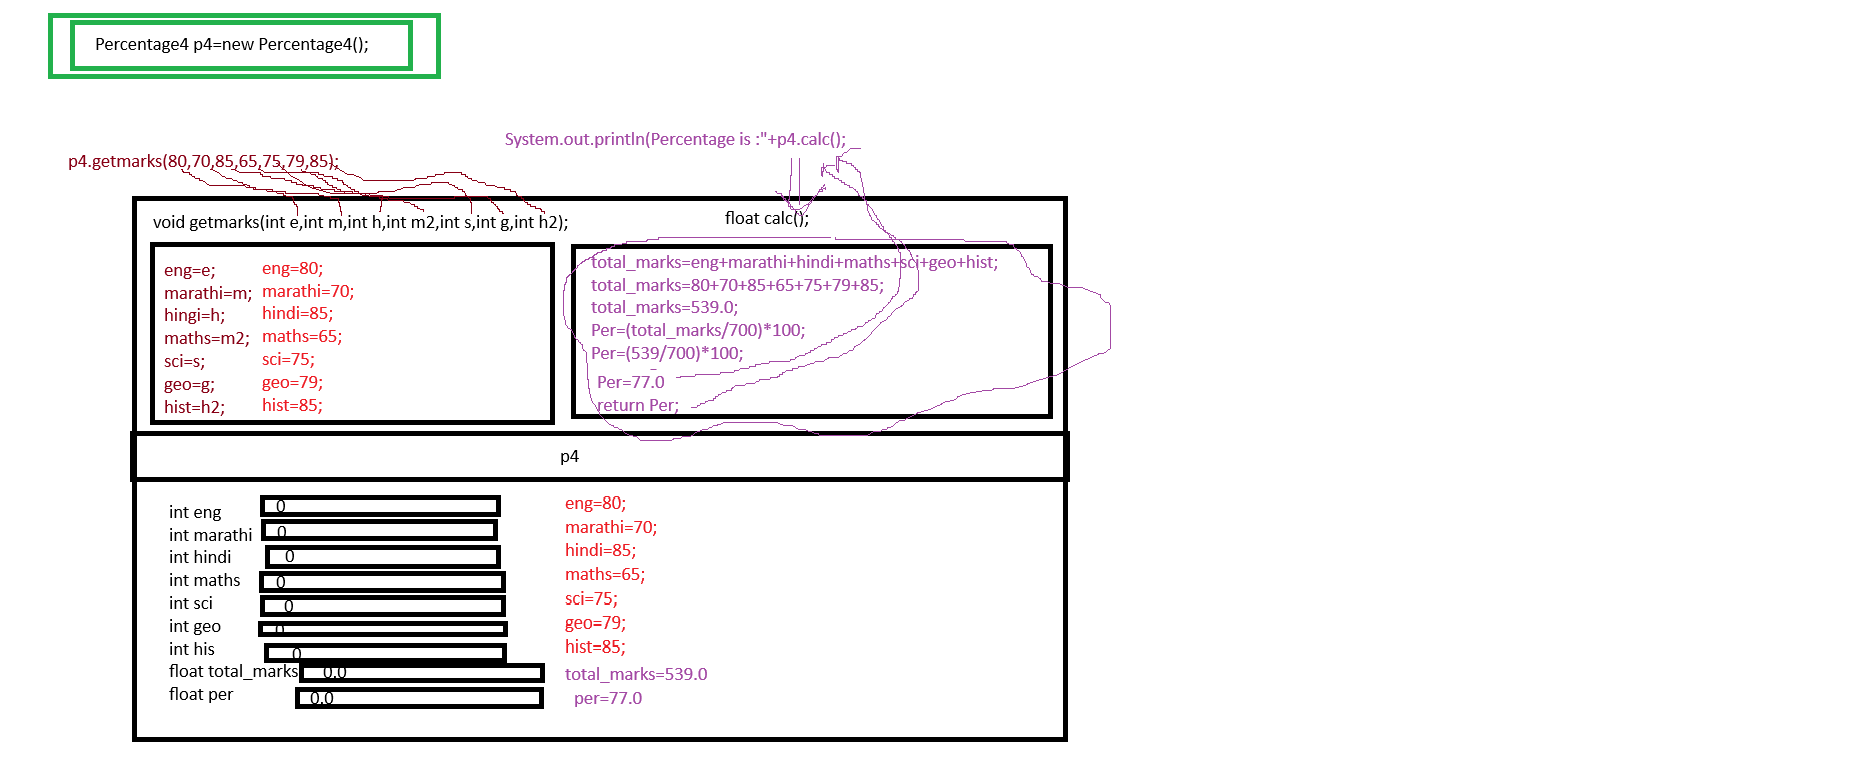 Percentage4 p4=new Percentage4();
System.out.println(Percentage is :"+p4.calc();
p4.getmarks(80,70,85,65,75,79,85);
void getmarks(int e,int m,int h,int m2,int s,int g,int h2);
float calc();
eng=e; eng=80;
marathi=m; marathi=70;
hingi=h; hindi=85;
maths=m2; maths=65;
sci=s; sci=75;
geo=g; geo=79;
hist=h2; hist=85;
total_marks=eng+marathi+hindi+maths+sci+geo+hist;
total_marks=80+70+85+65+75+79+85;
total_marks=539.0;
Per=(total_marks/700)*100;
Per=(539/700)*100;
Per=77.0
return Per;
p4
int eng 0 eng=80;
int marathi 0 marathi=70;
int hindi 0 hindi=85;
int maths 0 maths=65;
int sci 0 sci=75;
int geo 0 geo=79;
int his 0 hist=85;
float total_marks 0.0 total_marks=539.0
float per 0.0 per=77.0